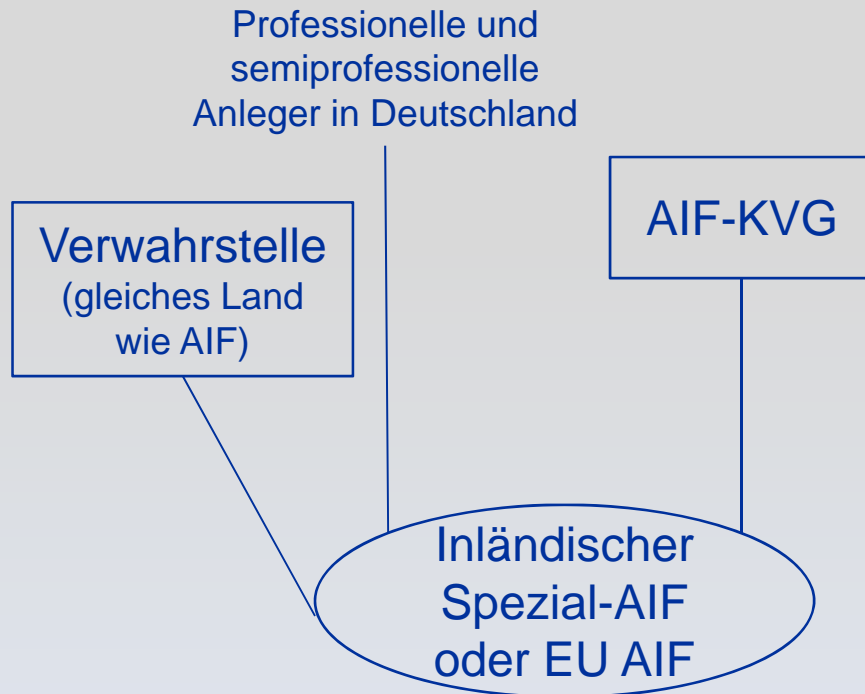 Professionelle und
semiprofessionelle
Anleger in Deutschland
AIF-KVG
Verwahrstelle
(gleiches Land
wie AIF)
Inländischer
Spezial-AIF
oder EU AIF